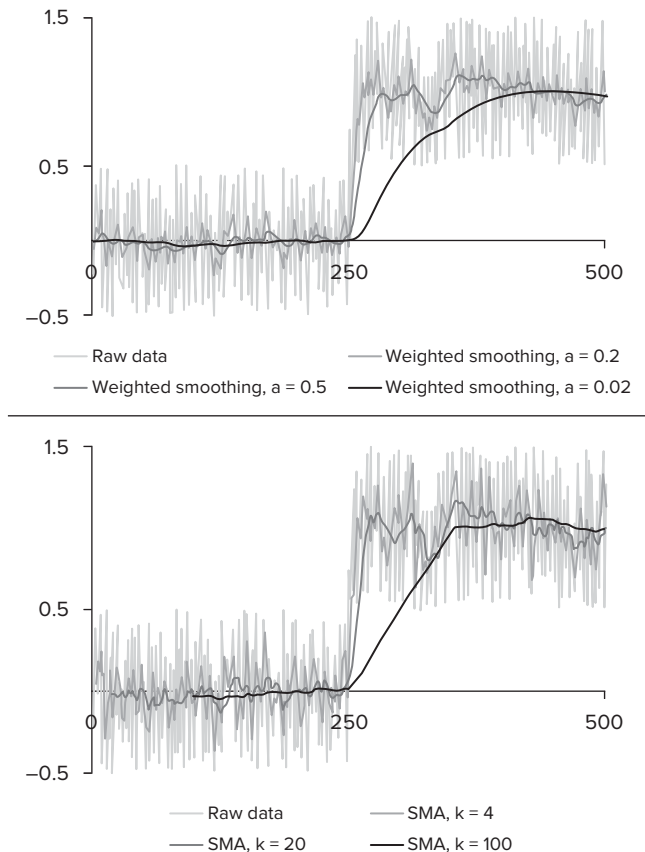 1.5
0.5
0 250 500
–0.5
Raw data Weighted smoothing, a = 0.2
Weighted smoothing, a = 0.5 Weighted smoothing, a = 0.02
1.5
0.5
0 250 500
–0.5
Raw data SMA, k = 4
SMA, k = 20 SMA, k = 100